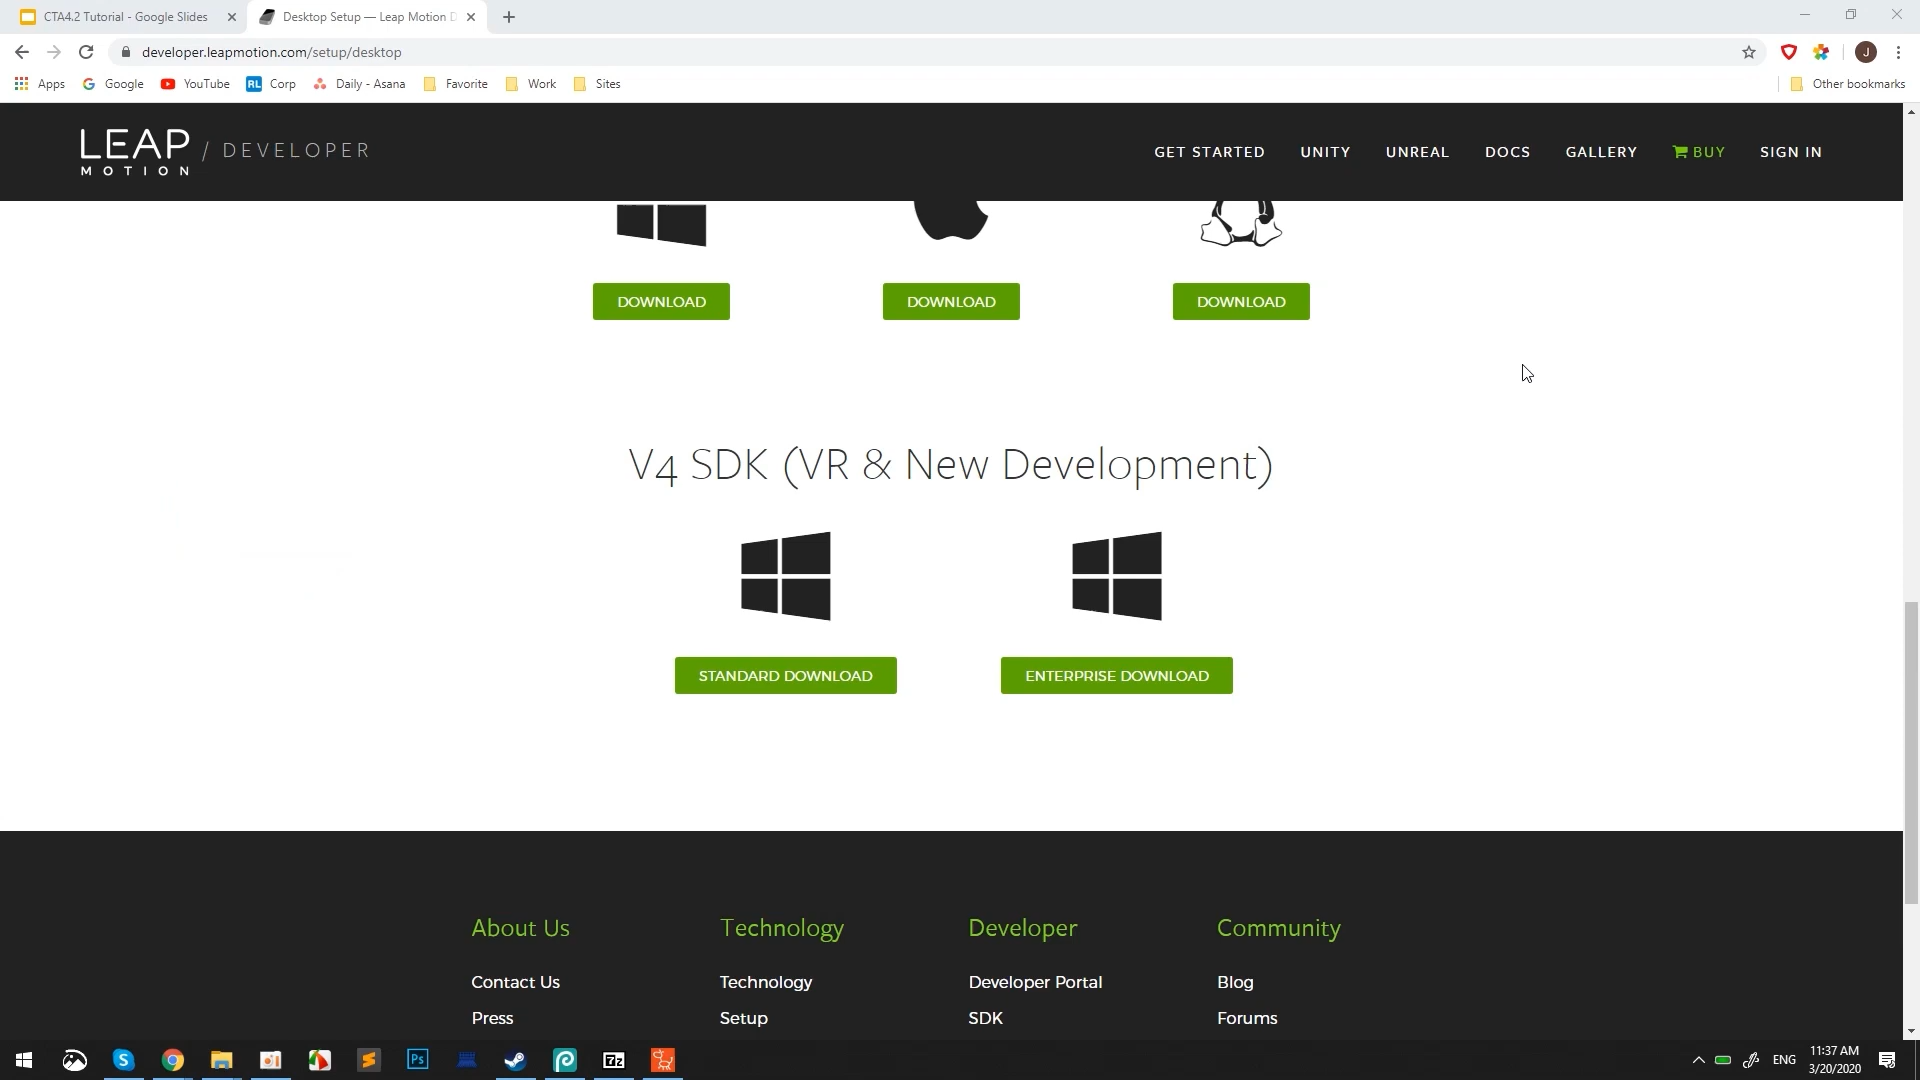 CTA4.2 Tutorial - Google Slides
Desktop Setup — Leap Motion D
developer.leapmotion.com/setup/desktop
J
Apps
Google
YouTube
RL Corp
Daily - Asana
Favorite
Work
Sites
Other bookmarks
LEAP MOTION / DEVELOPER
GET STARTED
UNITY
UNREAL
DOCS
GALLERY
BUY
SIGN IN
DOWNLOAD
DOWNLOAD
DOWNLOAD
V4 SDK (VR & New Development)
STANDARD DOWNLOAD
ENTERPRISE DOWNLOAD
About Us
Technology
Developer
Community
Contact Us
Technology
Developer Portal
Blog
Press
Setup
SDK
Forums
S
Ps
7z
ENG
11:37 AM
3/20/2020